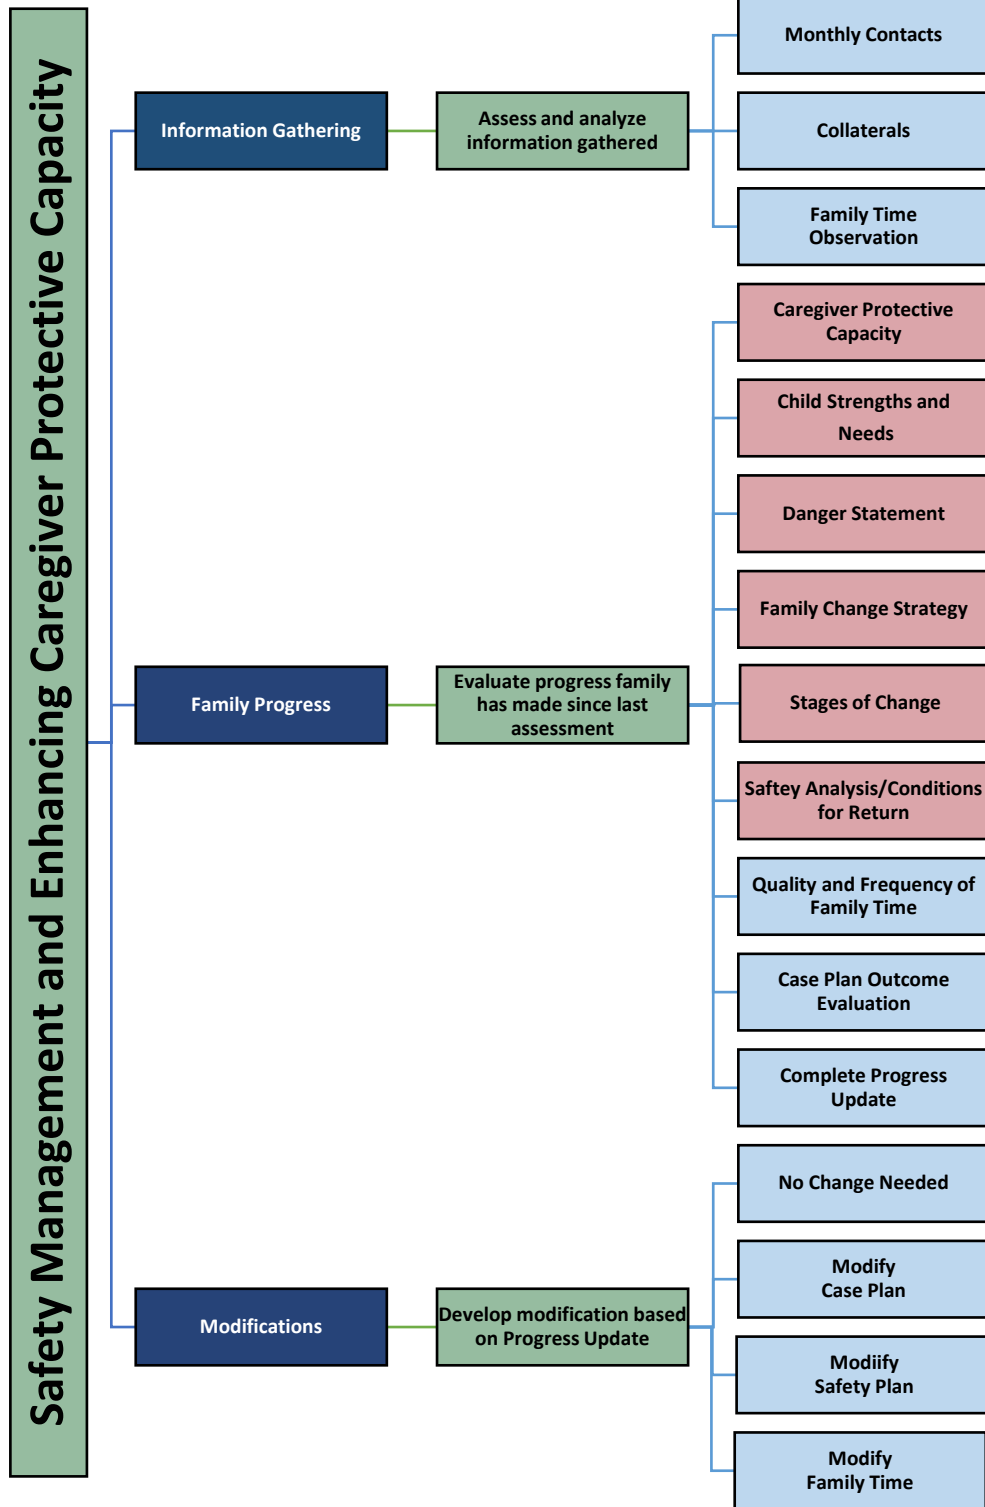 Safety Management and Enhancing Caregiver Protective Capacity
Information Gathering
Assess and analyze
information gathered
Monthly Contacts
Collaterals
Family Time
Observation
Family Progress
Evaluate progress family
has made since last
assessment
Caregiver Protective
Capacity
Child Strengths and
Needs
Danger Statement
Family Change Strategy
Stages of Change
Saftey Analysis/Conditions
for Return
Quality and Frequency of
Family Time
Case Plan Outcome
Evaluation
Complete Progress
Update
Modifications
Develop modification based
on Progress Update
No Change Needed
Modify
Case Plan
Modiify
Safety Plan
Modify
Family Time